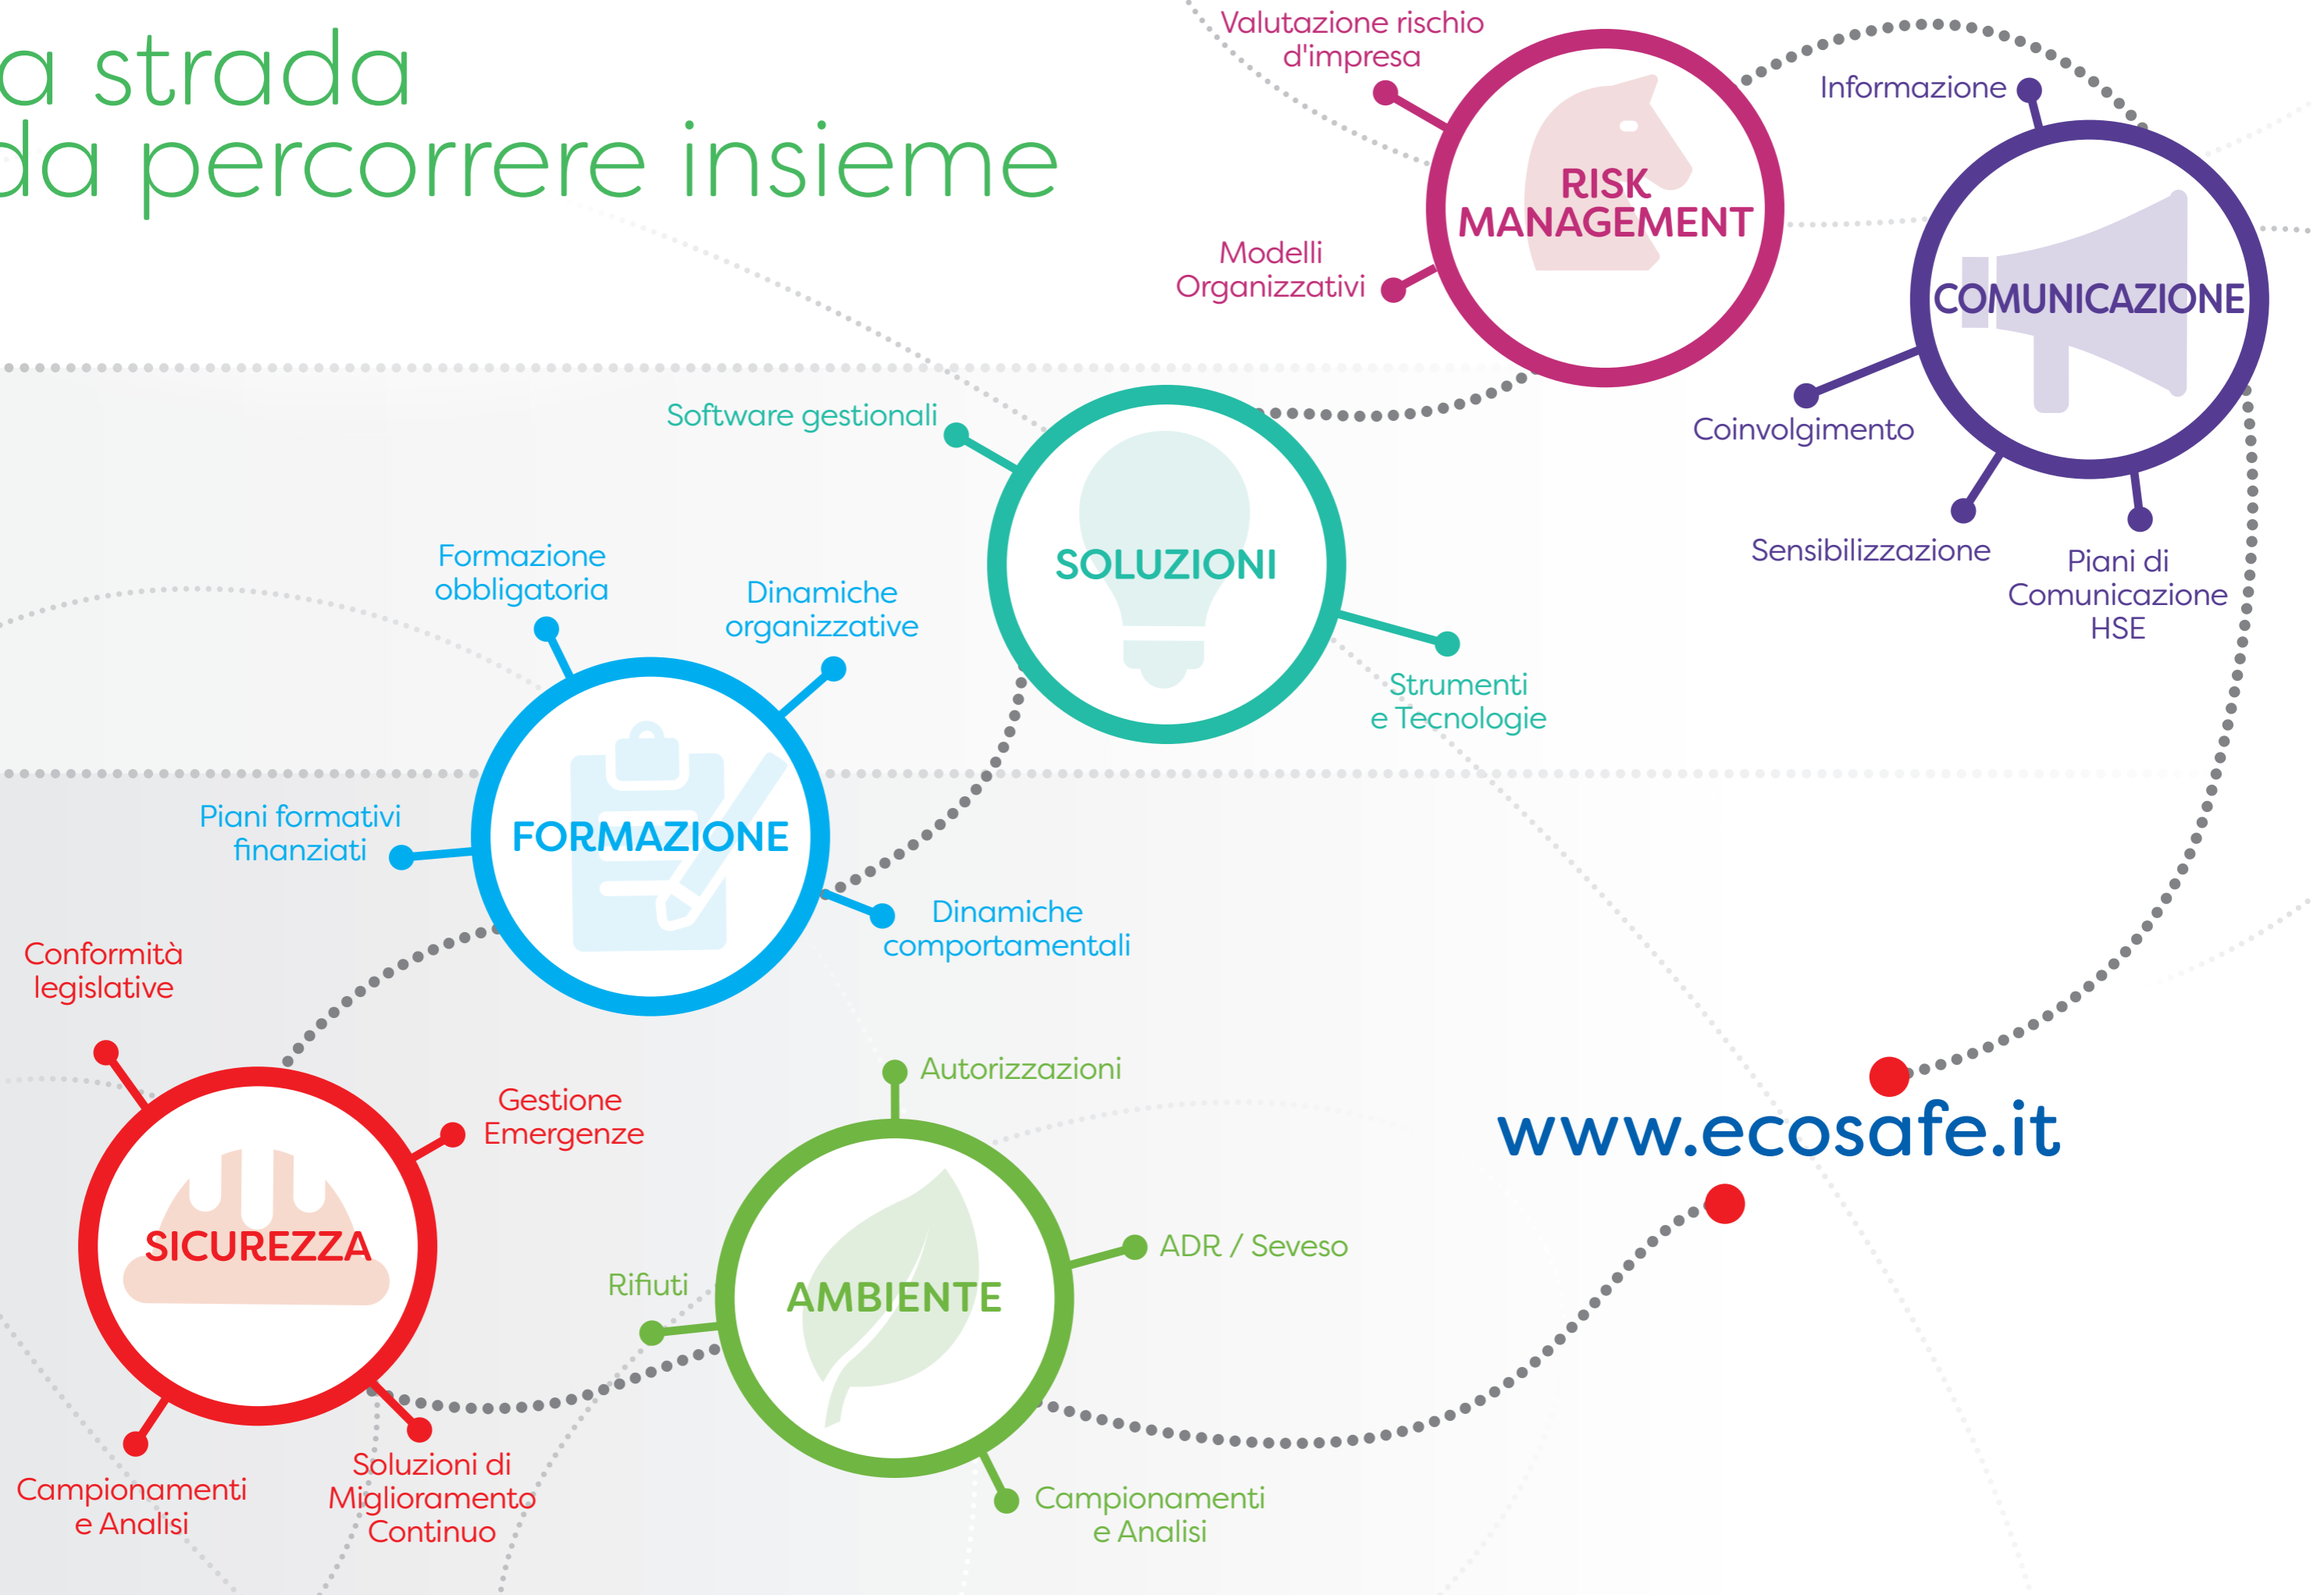 a strada
da percorrere insieme
Valutazione rischio
d'impresa
RISK
MANAGEMENT
Modelli
Organizzativi
Informazione
COMUNICAZIONE
Coinvolgimento
Sensibilizzazione
Piani di
Comunicazione
HSE
Software gestionali
SOLUZIONI
Strumenti
e Tecnologie
Formazione
obbligatoria
Dinamiche
organizzative
Piani formativi
finanziati
FORMAZIONE
Dinamiche
comportamentali
Conformità
legislative
Gestione
Emergenze
SICUREZZA
Campionamenti
e Analisi
Soluzioni di
Miglioramento
Continuo
Autorizzazioni
ADR / Seveso
Rifiuti
AMBIENTE
Campionamenti
e Analisi
www.ecosafe.it